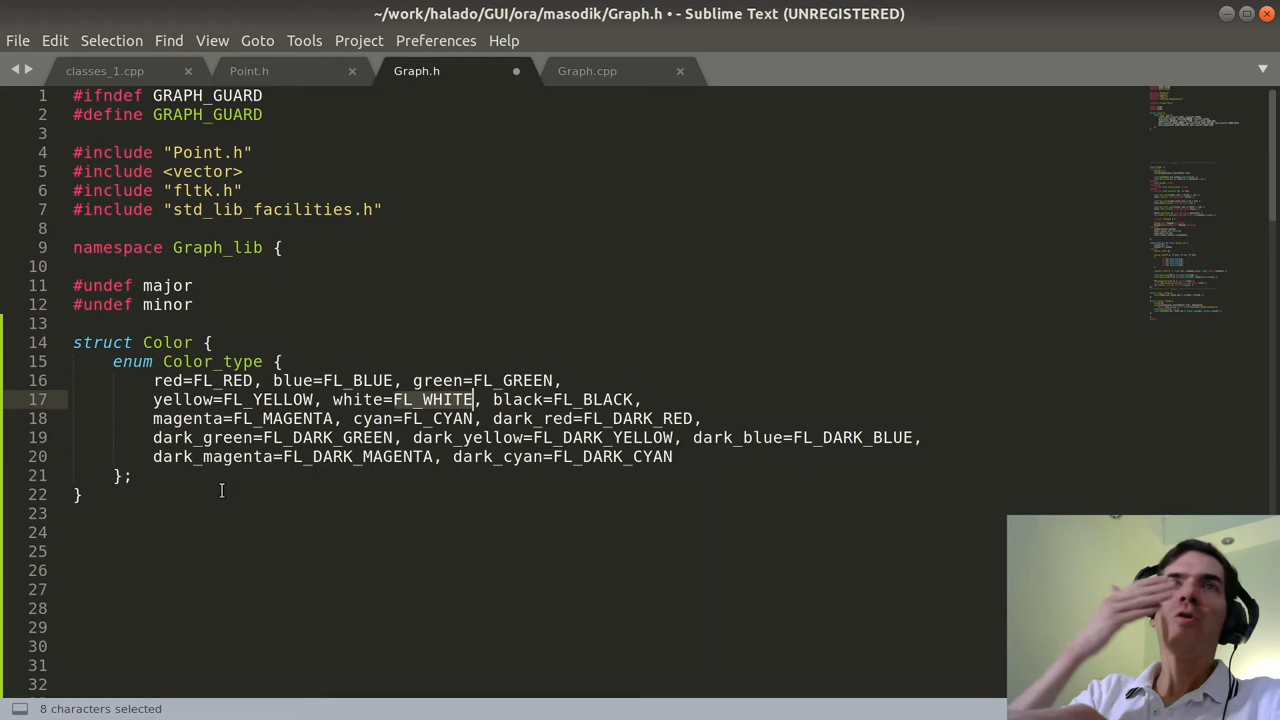 ~/work/halado/GUI/ora/masodik/Graph.h • - Sublime Text (UNREGISTERED)
File Edit Selection Find View Goto Tools Project Preferences Help
classes_1.cpp Point.h Graph.h Graph.cpp
1 #ifndef GRAPH_GUARD
2 #define GRAPH_GUARD
3
4 #include "Point.h"
5 #include <vector>
6 #include "fltk.h"
7 #include "std_lib_facilities.h"
8
9 namespace Graph_lib {
10
11 #undef major
12 #undef minor
13
14 struct Color {
15 enum Color_type {
16 red=FL_RED, blue=FL_BLUE, green=FL_GREEN,
17 yellow=FL_YELLOW, white=FL_WHITE, black=FL_BLACK,
18 magenta=FL_MAGENTA, cyan=FL_CYAN, dark_red=FL_DARK_RED,
19 dark_green=FL_DARK_GREEN, dark_yellow=FL_DARK_YELLOW, dark_blue=FL_DARK_BLUE,
20 dark_magenta=FL_DARK_MAGENTA, dark_cyan=FL_DARK_CYAN
21 };
22 }
23
24
25
26
27
28
29
30
31
32
8 characters selected